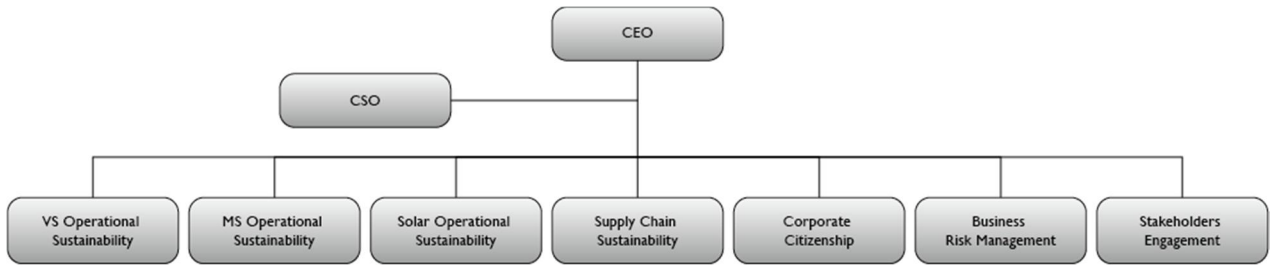 CEO
CSO
VS Operational
Sustainability
MS Operational
Sustainability
Solar Operational
Sustainability
Supply Chain
Sustainability
Corporate
Citizenship
Business
Risk Management
Stakeholders
Engagement